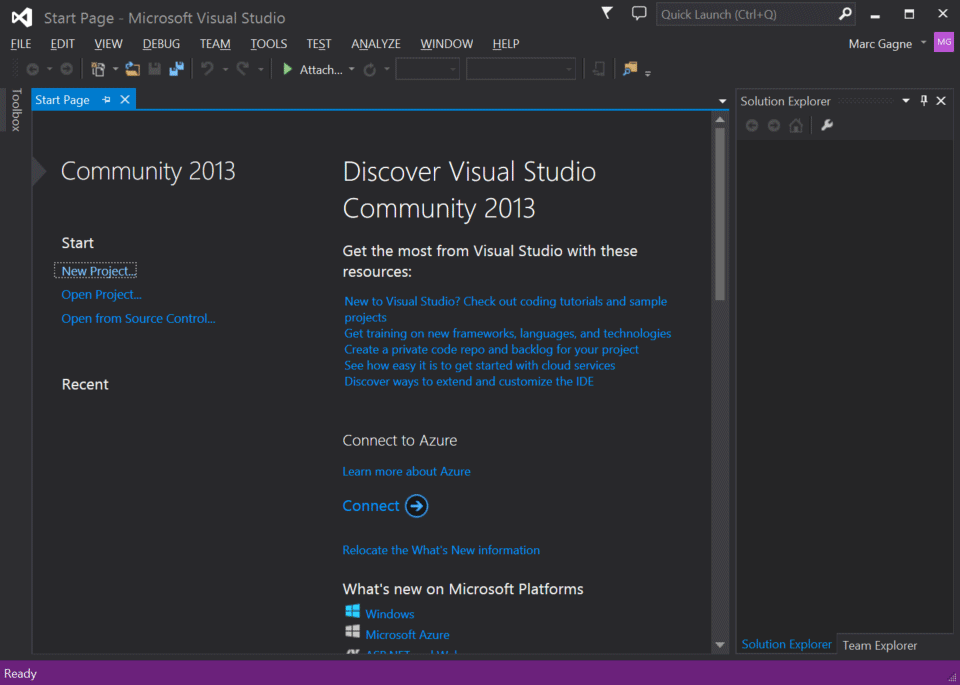 Start Page - Microsoft Visual Studio
Quick Launch (Ctrl+Q)
FILE EDIT VIEW DEBUG TEAM TOOLS TEST ANALYZE WINDOW HELP
Marc Gagne
MG
Attach...
Toolbox
Start Page
Community 2013
Start
New Project...
Open Project...
Open from Source Control...
Recent
Discover Visual Studio
Community 2013
Get the most from Visual Studio with these
resources:
New to Visual Studio? Check out coding tutorials and sample
projects
Get training on new frameworks, languages, and technologies
Create a private code repo and backlog for your project
See how easy it is to get started with cloud services
Discover ways to extend and customize the IDE
Connect to Azure
Learn more about Azure
Connect
Relocate the What's New information
What's new on Microsoft Platforms
Windows
Microsoft Azure
Solution Explorer
Solution Explorer
Team Explorer
Ready